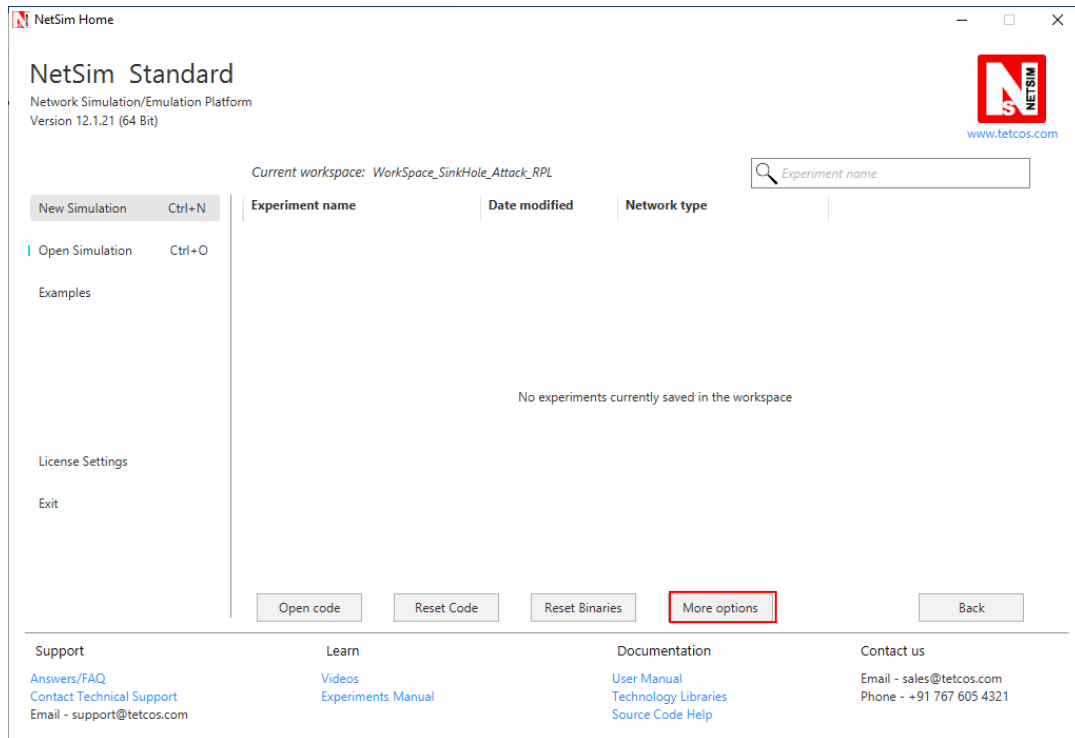 NetSim Home
NetSim Standard
Network Simulation/Emulation Platform
Version 12.1.21 (64 Bit)
NETSIM
NS
www.tetcos.com
Current workspace: WorkSpace_SinkHole_Attack_RPL
Experiment name
New Simulation Ctrl+N
Experiment name Date modified Network type
Open Simulation Ctrl+O
Examples
No experiments currently saved in the workspace
License Settings
Exit
Open code Reset Code Reset Binaries More options Back
Support Learn Documentation Contact us
Answers/FAQ Videos User Manual Email - sales@tetcos.com
Contact Technical Support Experiments Manual Technology Libraries Phone - +91 767 605 4321
Email - support@tetcos.com Source Code Help